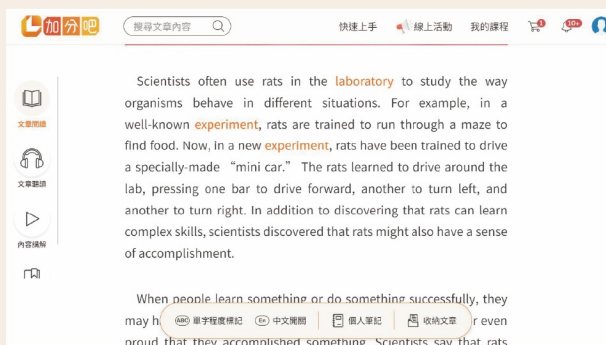 加分吧
搜尋文章內容
快速上手
線上活動
我的課程
10+
文章閱讀
文章聽讀
內容講解
Scientists often use rats in the laboratory to study the way
organisms behave in different situations. For example, in a
well-known experiment, rats are trained to run through a maze to
find food. Now, in a new experiment, rats have been trained to drive
a specially-made “mini car.” The rats learned to drive around the
lab, pressing one bar to drive forward, another to turn left, and
another to turn right. In addition to discovering that rats can learn
complex skills, scientists discovered that rats might also have a sense
of accomplishment.
When people learn something or do something successfully, they
may
r even
proud that they accomplished something. Scientists say that rats
ABC 單字程度標記
En 中文開關
個人筆記
收納文章